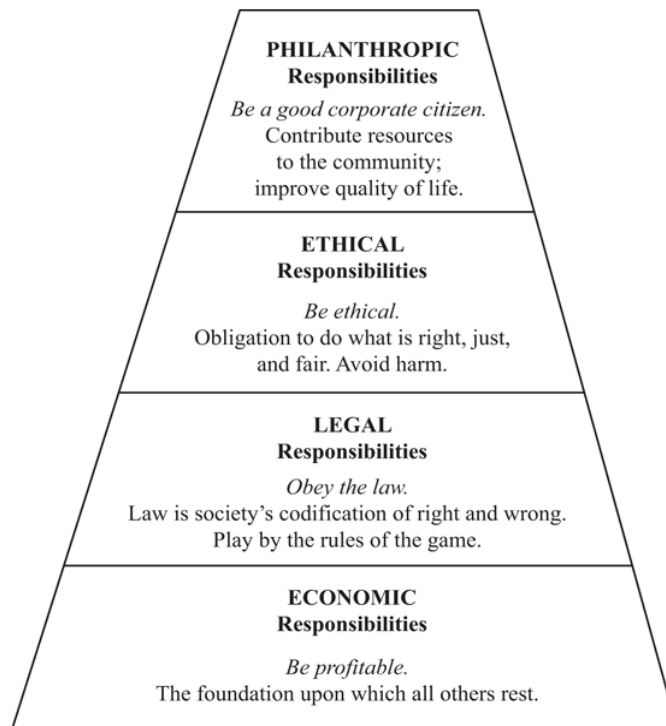 PHILANTHROPIC
Responsibilities
Be a good corporate citizen.
Contribute resources
to the community;
improve quality of life.
ETHICAL
Responsibilities
Be ethical.
Obligation to do what is right, just,
and fair. Avoid harm.
LEGAL
Responsibilities
Obey the law.
Law is society’s codification of right and wrong.
Play by the rules of the game.
ECONOMIC
Responsibilities
Be profitable.
The foundation upon which all others rest.